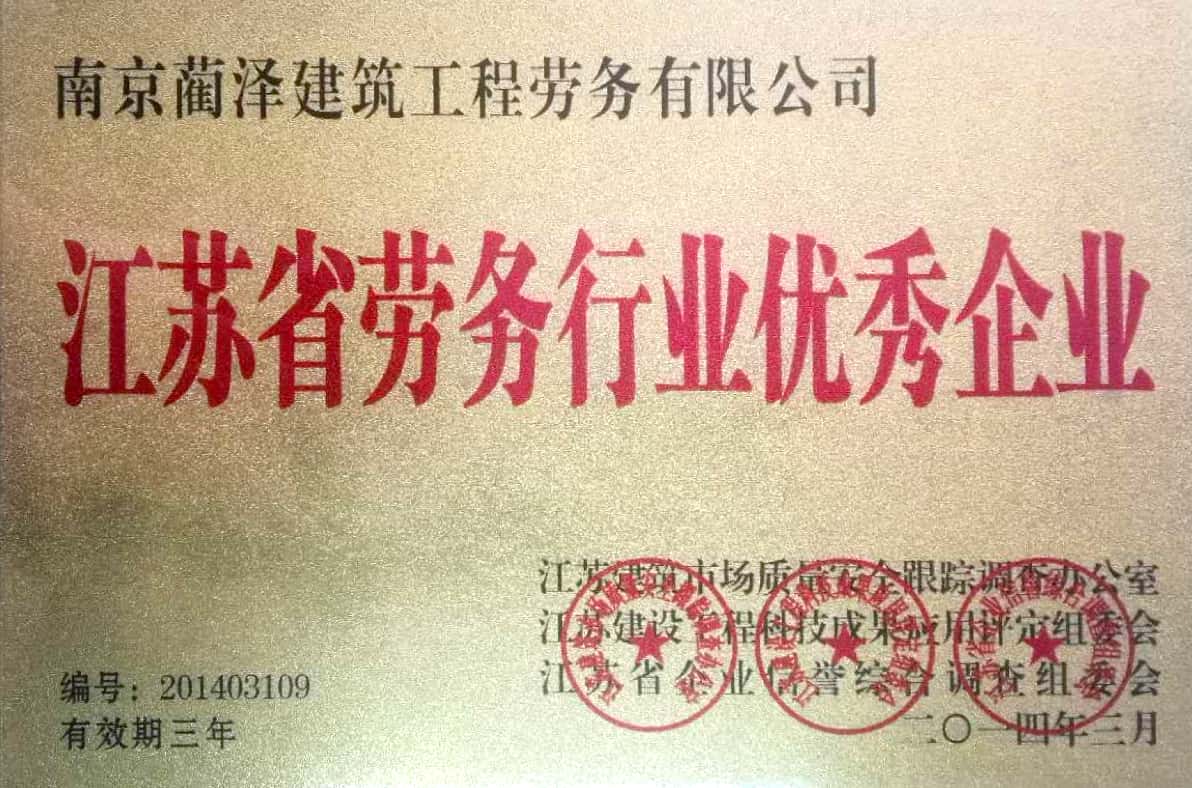 南京蔺泽建筑工程劳务有限公司
江苏省劳务行业优秀企业
江苏建筑市场质量安全跟踪调查办公室
江苏建设工程科技成果应用评定组委会
江苏省企业信誉综合调查组委会
二〇一四年三月
编号：201403109
有效期三年